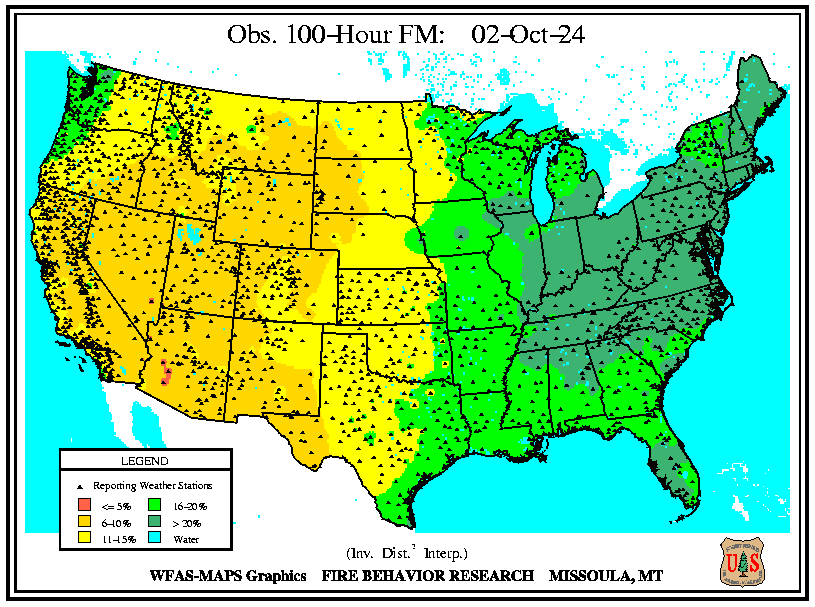 Obs. 100-Hour FM: 02-Oct-24
LEGEND
Reporting Weather Stations
<= 5%
16-20%
6-10%
> 20%
11-15%
Water
(Inv. Dist.² Interp.)
WFAS-MAPS Graphics FIRE BEHAVIOR RESEARCH MISSOULA, MT
U S